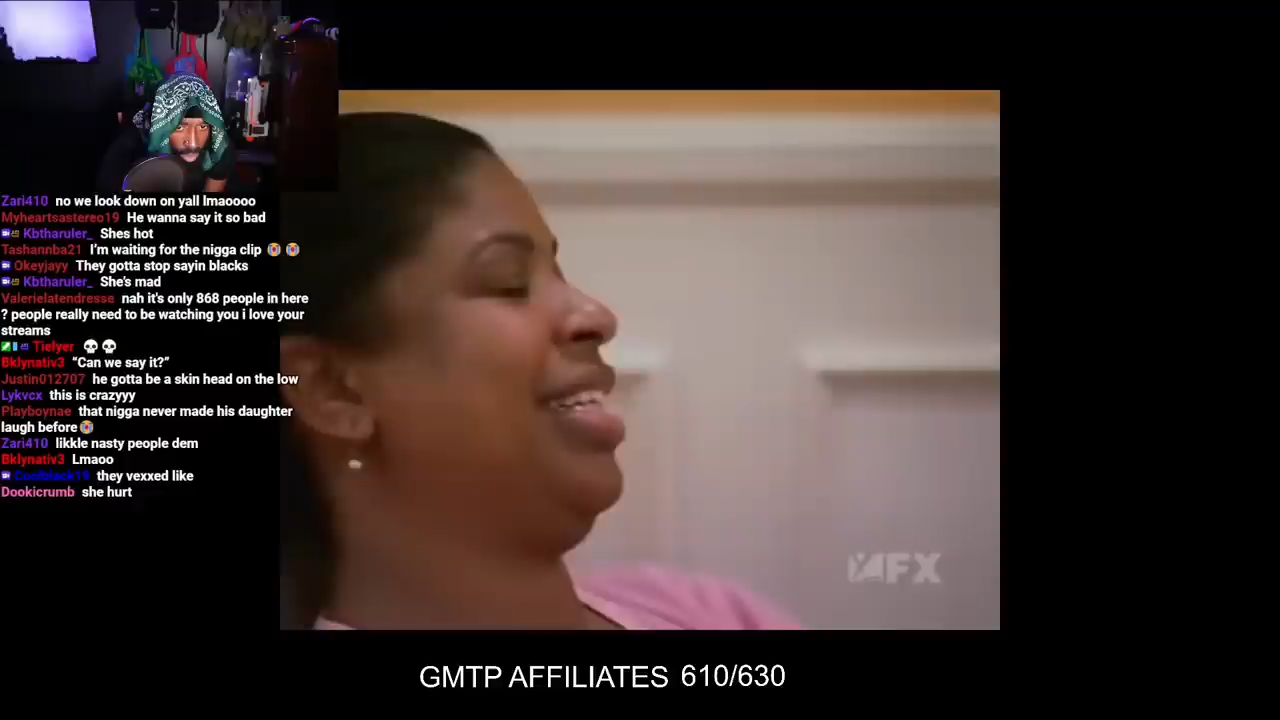 Zari410 no we look down on yall lmaoooo
Myheartsastereo19 He wanna say it so bad
Kbtharuler_ Shes hot
Tashannba21 I'm waiting for the nigga clip 😭 😭
Okeyjayy They gotta stop sayin blacks
Kbtharuler_ She's mad
Valerielatendresse nah it's only 868 people in here
? people really need to be watching you i love your
streams
Tielyer 💀 💀
Bklynativ3 “Can we say it?”
Justin012707 he gotta be a skin head on the low
Lykvcx this is crazyyy
Playboynae that nigga never made his daughter
laugh before😭
Zari410 likkle nasty people dem
Bklynativ3 Lmaoo
they vexxed like
Dookicrumb she hurt
FX
GMTP AFFILIATES 610/630